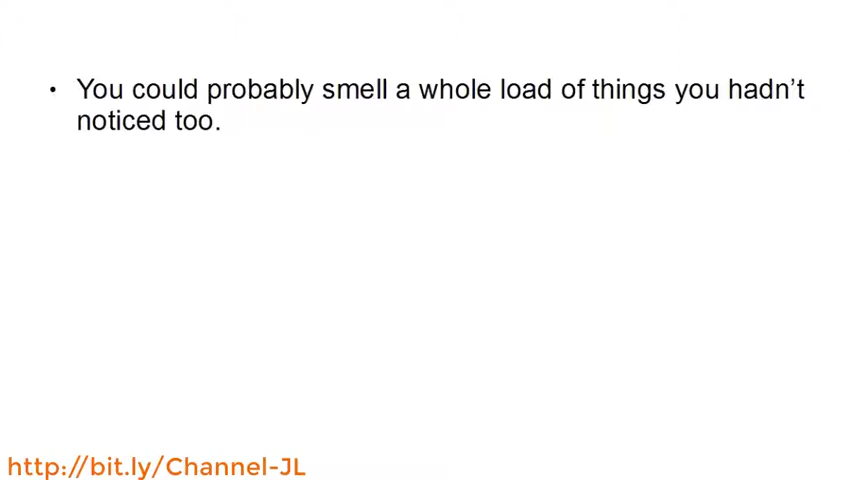 • You could probably smell a whole load of things you hadn’t
noticed too.
http://bit.ly/Channel-JL